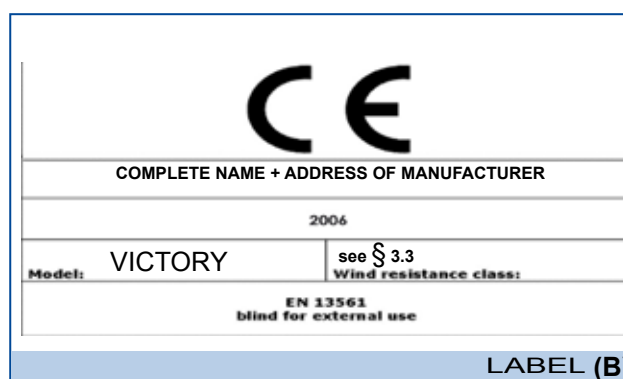 CE
COMPLETE NAME + ADDRESS OF MANUFACTURER
2006
Model: VICTORY
see § 3.3
Wind resistance class:
EN 13561
blind for external use
LABEL (B